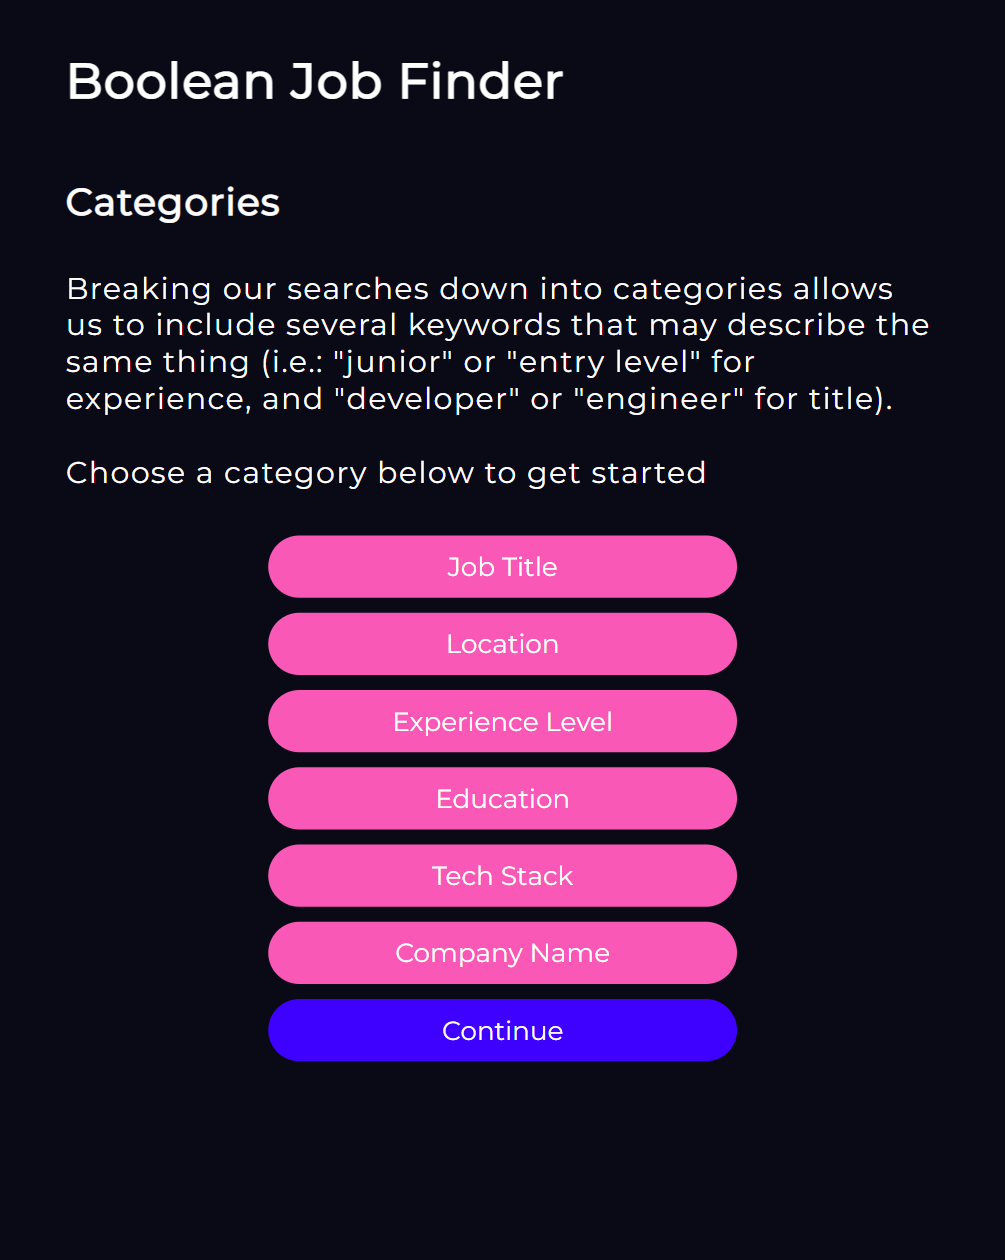 Boolean Job Finder
Categories
Breaking our searches down into categories allows
us to include several keywords that may describe the
same thing (i.e.: "junior" or "entry level" for
experience, and "developer" or "engineer" for title).
Choose a category below to get started
Job Title
Location
Experience Level
Education
Tech Stack
Company Name
Continue